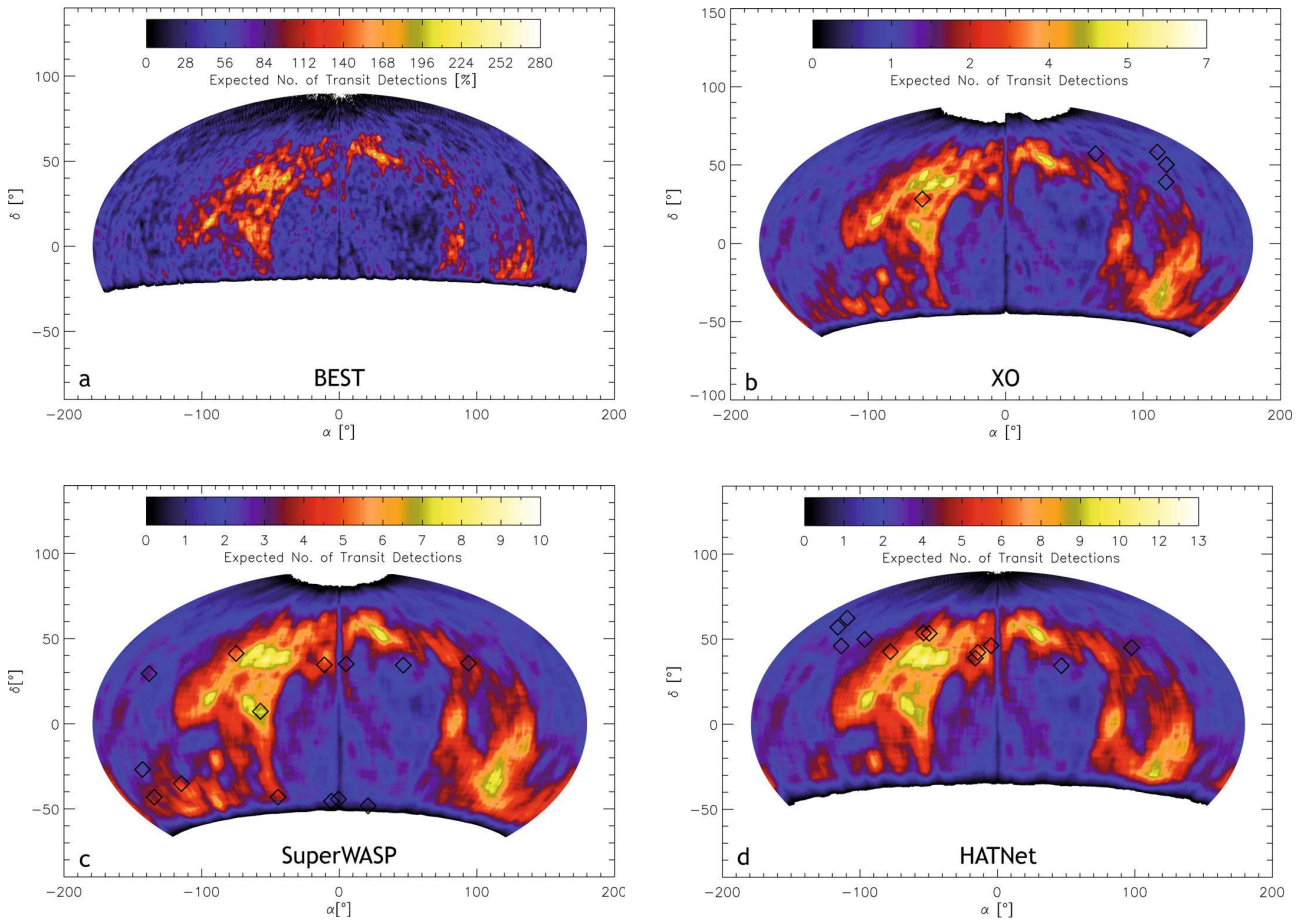 0 28 56 84 112 140 168 196 224 252 280
Expected No. of Transit Detections [%]
100
50
0
−50
δ [°]
a
BEST
−200 −100 0 100 200
α [°]
150
0 1 2 4 5 7
Expected No. of Transit Detections
100
50
0
−50
−100
δ [°]
b
XO
−200 −100 0 100 200
α [°]
0 1 2 3 4 5 6 7 8 9 10
Expected No. of Transit Detections
100
50
0
−50
δ[°]
c
SuperWASP
−200 −100 0 100 200
α[°]
0 1 2 4 5 6 8 9 10 12 13
Expected No. of Transit Detections
100
50
0
−50
δ [°]
d
HATNet
−200 −100 0 100 200
α [°]